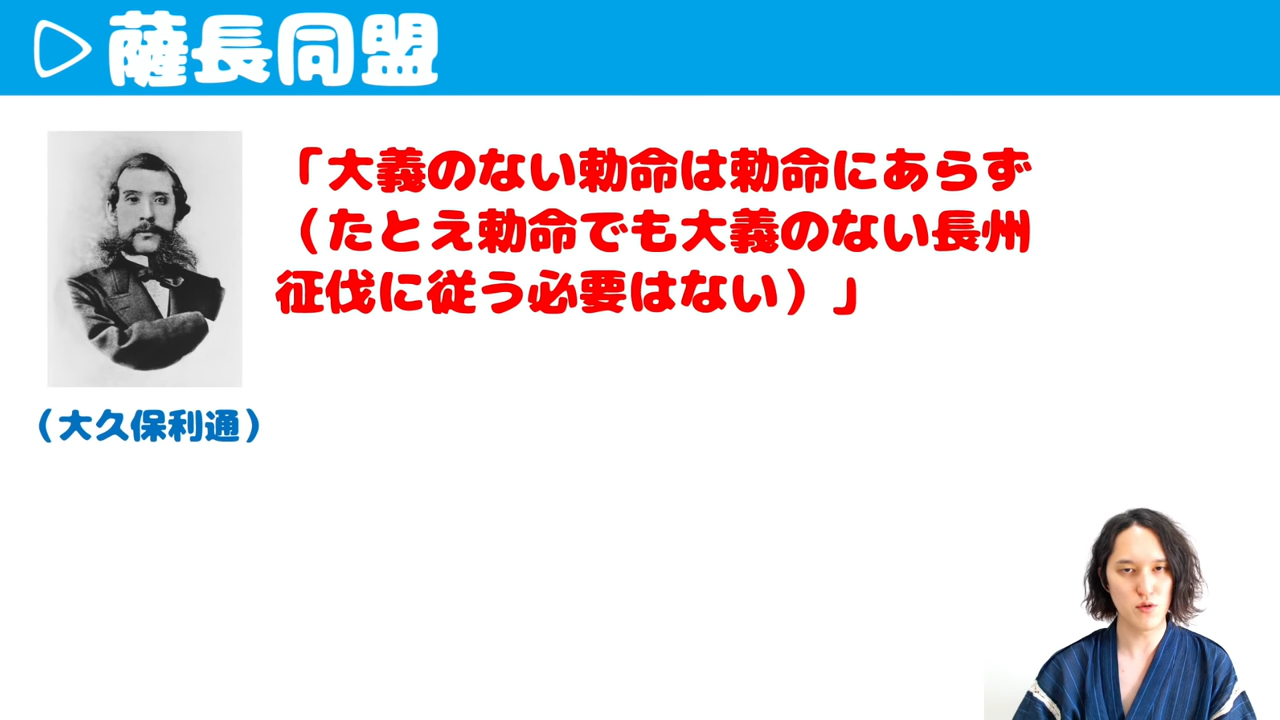 薩長同盟
「大義のない勅命は勅命にあらず
（たとえ勅命でも大義のない長州
征伐に従う必要はない）」
（大久保利通）